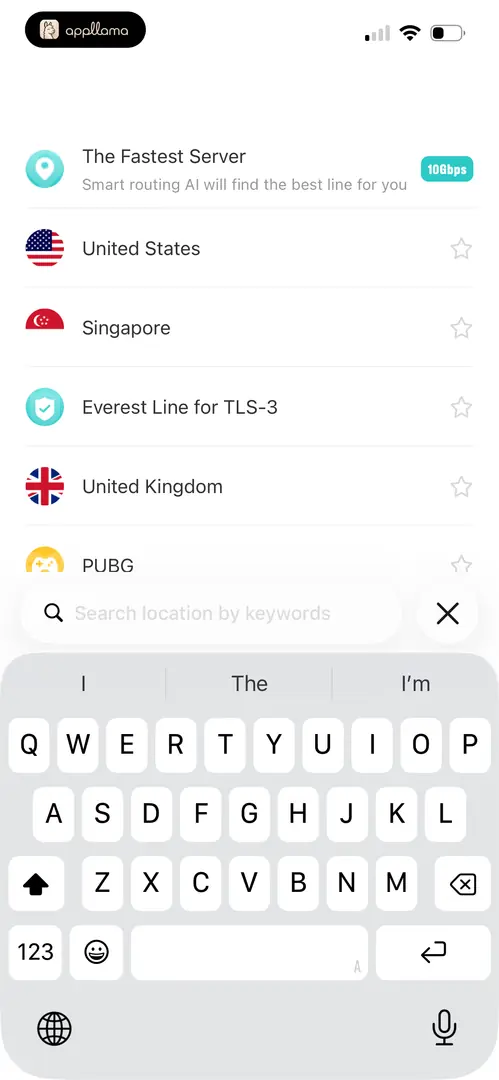 appllama
The Fastest Server
Smart routing AI will find the best line for you
10Gbps
United States
Singapore
Everest Line for TLS-3
United Kingdom
PUBG
Search location by keywords
I The I'm
Q W E R T Y U I O P
A S D F G H J K L
Z X C V B N M
123
A